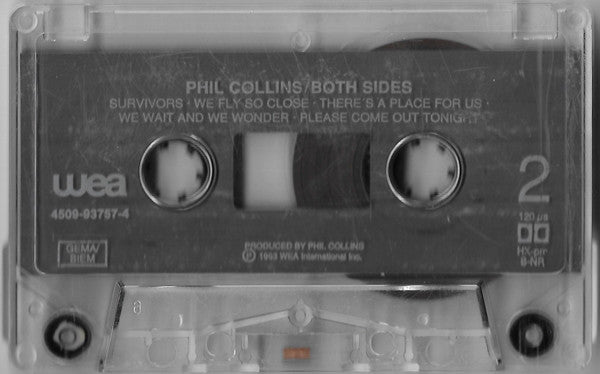 PHIL COLLINS/BOTH SIDES
SURVIVORS · WE FLY SO CLOSE · THERE'S A PLACE FOR US ·
WE WAIT AND WE WONDER · PLEASE COME OUT TONIGHT
wea
2
4509-93757-4
120 µs
GEMA/
BIEM
HX-pro
B-NR
PRODUCED BY PHIL COLLINS
℗ © 1993 WEA International Inc.
6